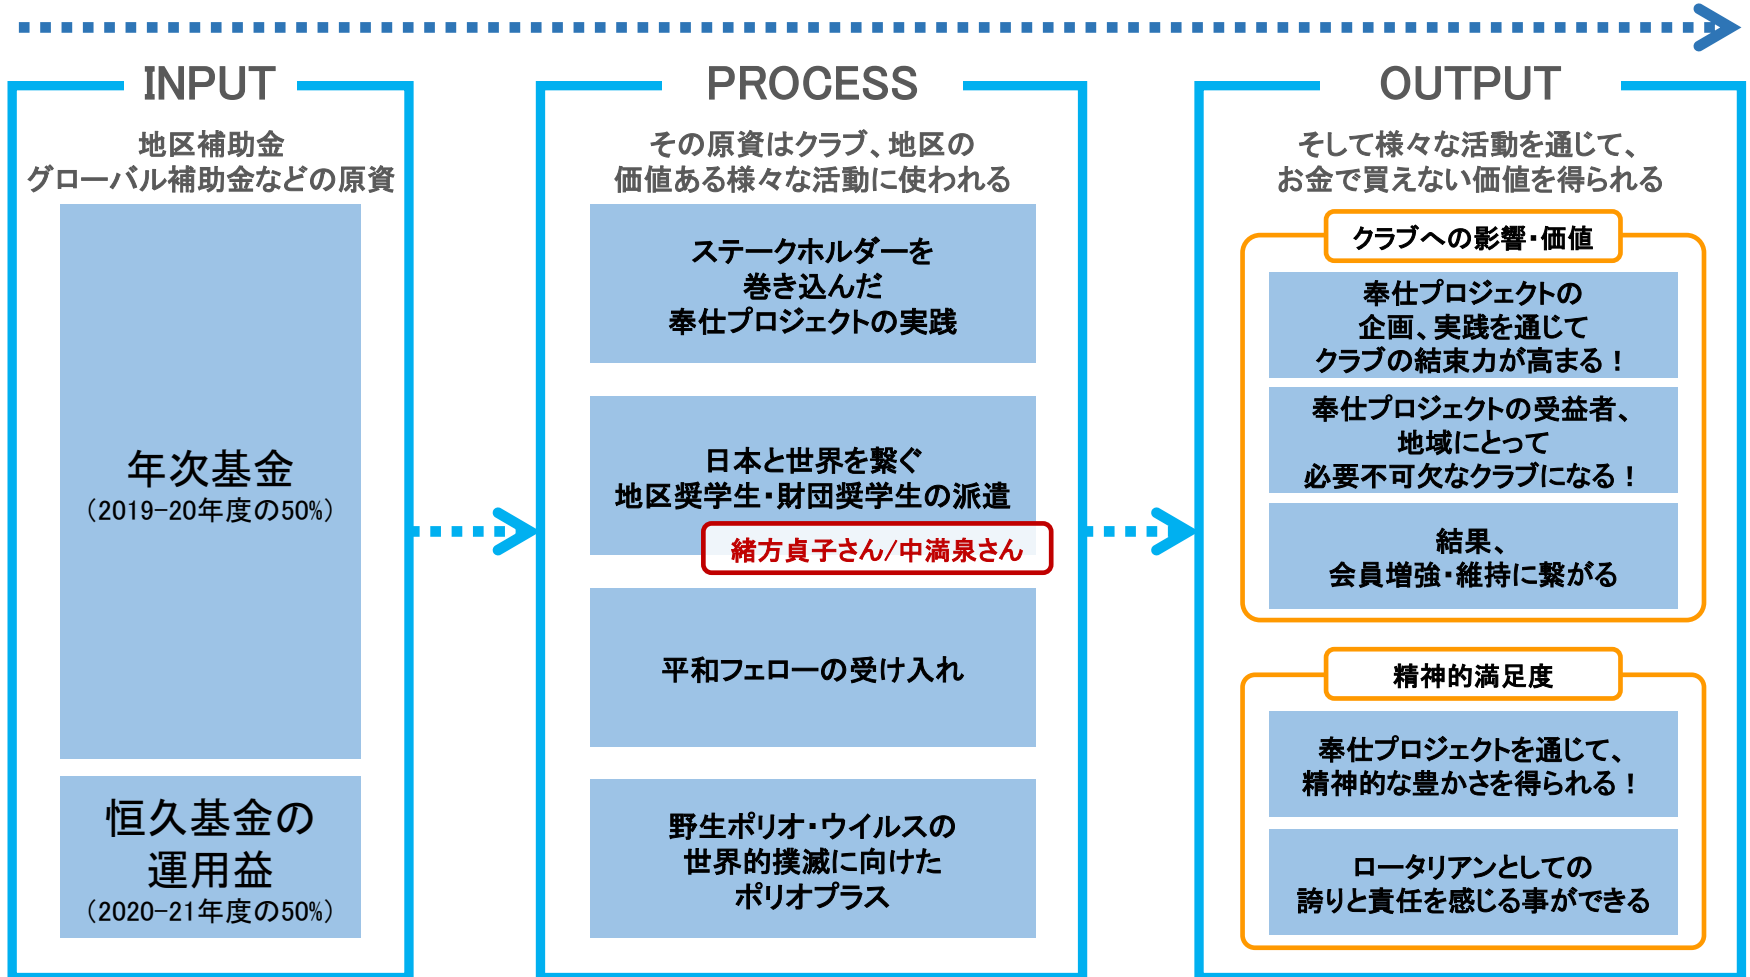 INPUT
地区補助金
グローバル補助金などの原資
年次基金
（2019-20年度の50%）
恒久基金の
運用益
（2020-21年度の50%）
PROCESS
その原資はクラブ、地区の
価値ある様々な活動に使われる
ステークホルダーを
巻き込んだ
奉仕プロジェクトの実践
日本と世界を繋ぐ
地区奨学生・財団奨学生の派遣
緒方貞子さん/中満泉さん
平和フェローの受け入れ
野生ポリオ・ウイルスの
世界的撲滅に向けた
ポリオプラス
OUTPUT
そして様々な活動を通じて、
お金で買えない価値を得られる
クラブへの影響・価値
奉仕プロジェクトの
企画、実践を通じて
クラブの結束力が高まる！
奉仕プロジェクトの受益者、
地域にとって
必要不可欠なクラブになる！
結果、
会員増強・維持に繋がる
精神的満足度
奉仕プロジェクトを通じて、
精神的な豊かさを得られる！
ロータリアンとしての
誇りと責任を感じる事ができる